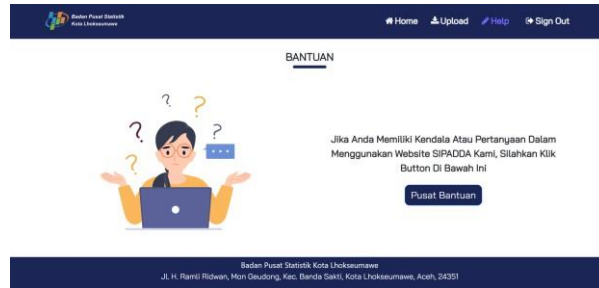 Badan Pusat Statistik
Kota Lhokseumawe
Home Upload Help Sign Out
BANTUAN
? ? ? ? ?
Jika Anda Memiliki Kendala Atau Pertanyaan Dalam
Menggunakan Website SIPADDA Kami, Silahkan Klik
Button Di Bawah Ini
Pusat Bantuan
Badan Pusat Statistik Kota Lhokseumawe
Jl. H. Ramli Ridwan, Mon Geudong, Kec. Banda Sakti, Kota Lhokseumawe, Aceh, 24351